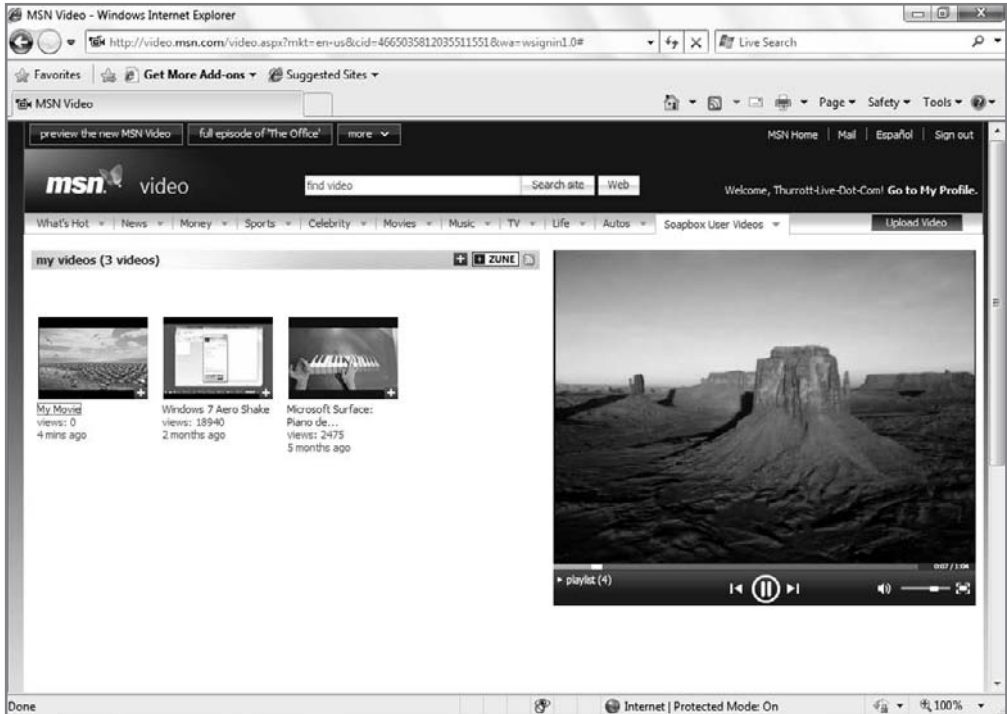 MSN Video - Windows Internet Explorer
http://video.msn.com/video.aspx?mkt=en-us&cid=4665035812035511551&wa=wsignin1.0#
Live Search
Favorites Get More Add-ons Suggested Sites
MSN Video
Page Safety Tools
preview the new MSN Video full episode of 'The Office' more
MSN Home | Mail | Español | Sign out
msn video
find video Search site Web
Welcome, Thurrott-Live-Dot-Com! Go to My Profile.
What's Hot News Money Sports Celebrity Movies Music TV Life Autos Soapbox User Videos Upload Video
my videos (3 videos)
ZUNE
My Movie
views: 0
4 mins ago
Windows 7 Aero Shake
views: 18940
2 months ago
Microsoft Surface:
Piano de...
views: 2475
5 months ago
0:07 / 1:04
playlist (4)
Done
Internet | Protected Mode: On
100%